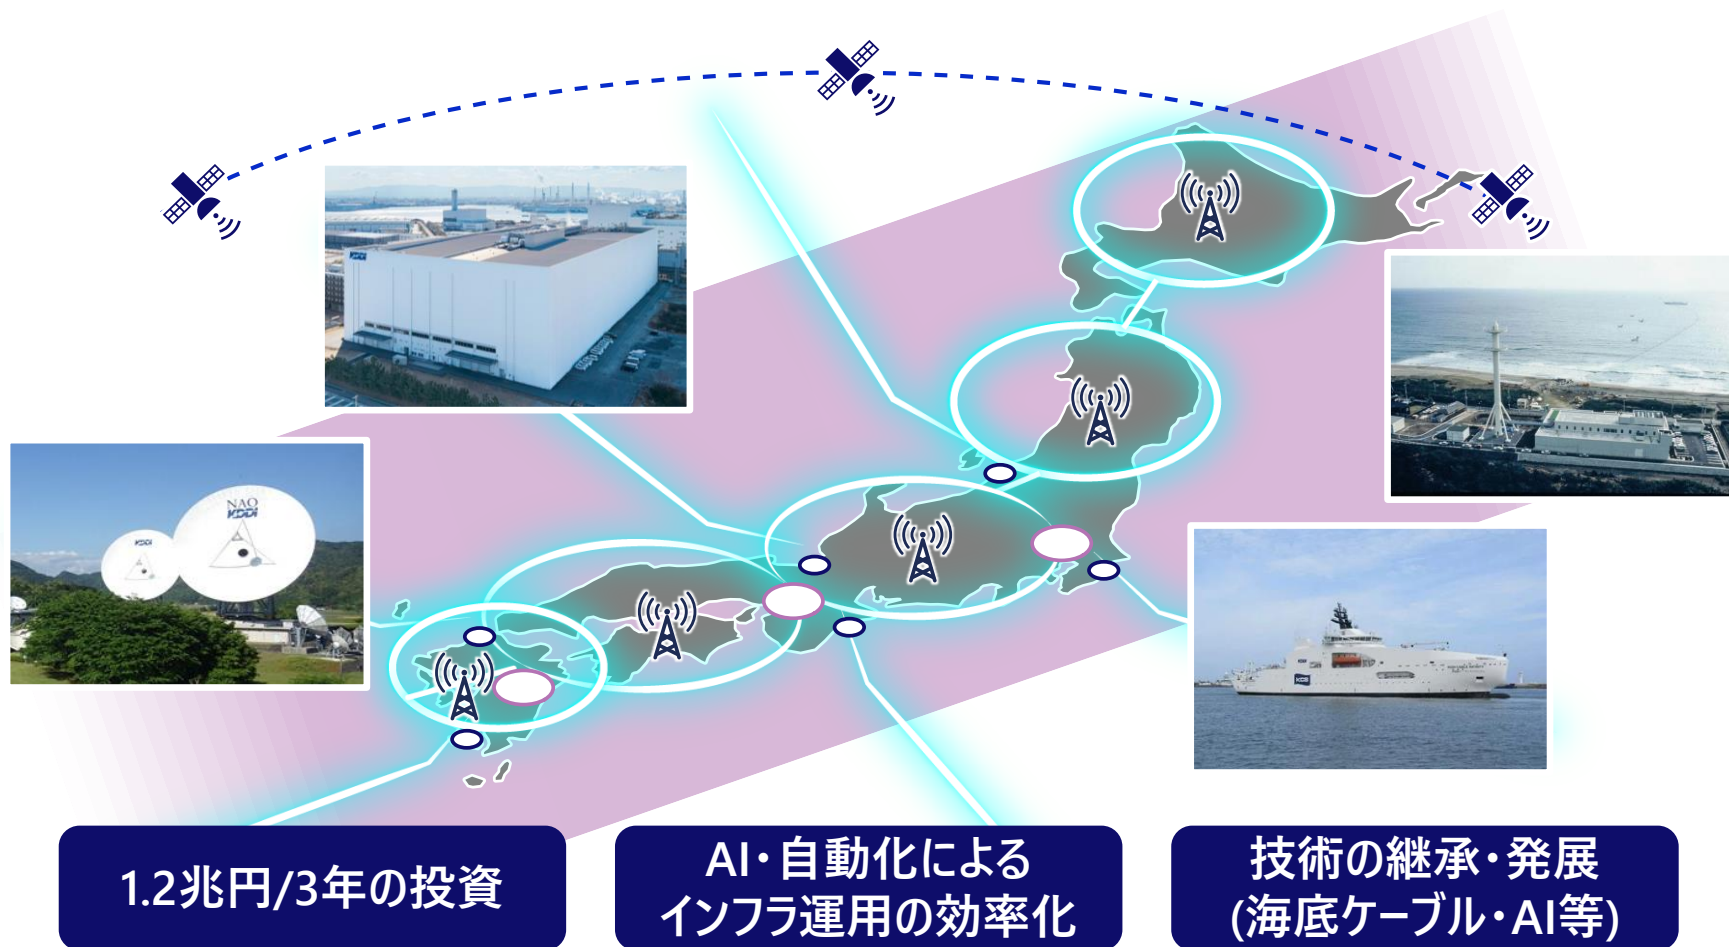 KDDI
NAO
KDDI
KDDI
1.2兆円/3年の投資
AI・自動化による
インフラ運用の効率化
技術の継承・発展
(海底ケーブル・AI等)